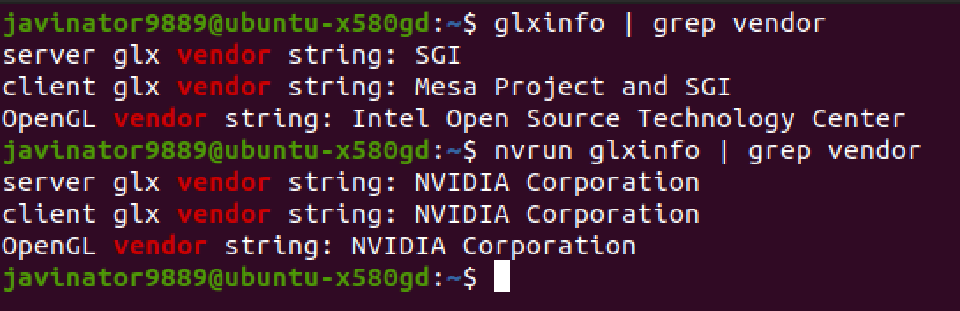 javinator9889@ubuntu-x580gd:~$ glxinfo | grep vendor
server glx vendor string: SGI
client glx vendor string: Mesa Project and SGI
OpenGL vendor string: Intel Open Source Technology Center
javinator9889@ubuntu-x580gd:~$ nvrun glxinfo | grep vendor
server glx vendor string: NVIDIA Corporation
client glx vendor string: NVIDIA Corporation
OpenGL vendor string: NVIDIA Corporation
javinator9889@ubuntu-x580gd:~$